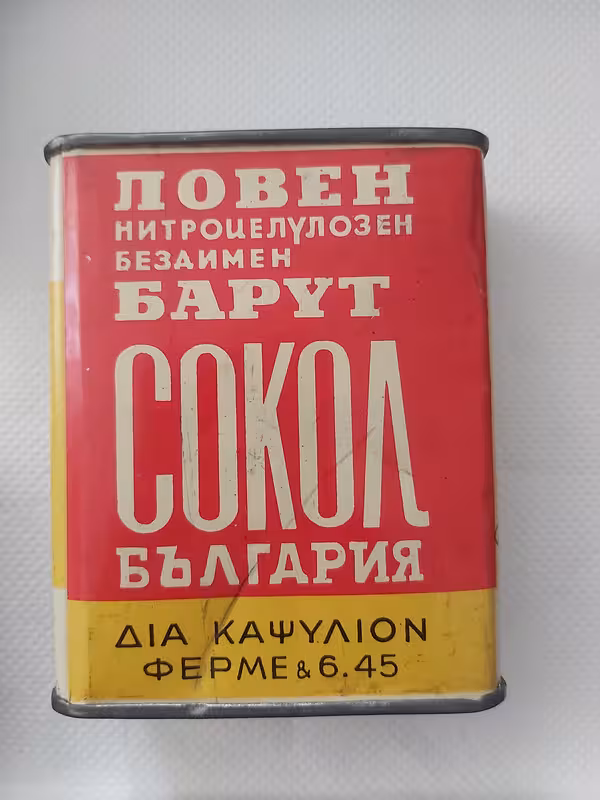 ЛОВЕН
НИТРОЦЕЛУЛОЗЕН
БЕЗДИМЕН
БАРУТ
СОКОЛ
БЪЛГАРИЯ
ΔΙΑ ΚΑΨΥΛΙΟΝ
ΦΕΡΜΕ & 6.45